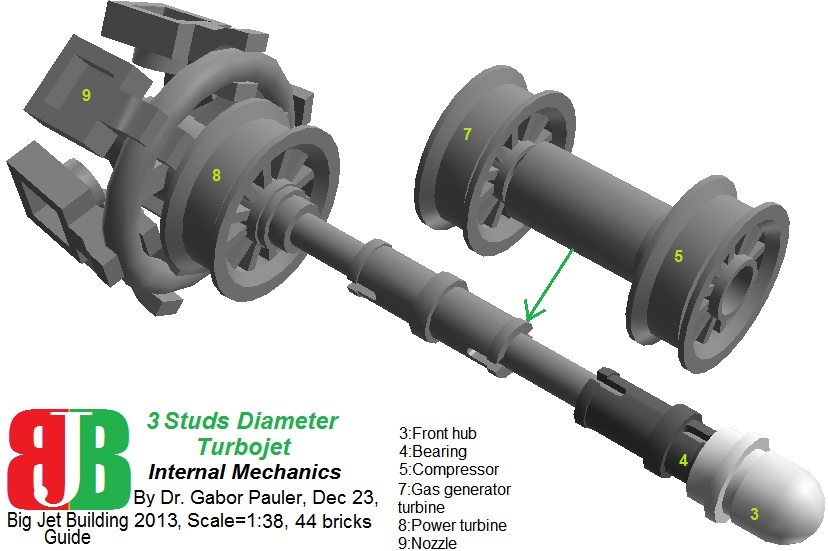 9
7
8
5
4
3
JBB
Big Jet Building
Guide
3 Studs Diameter
Turbojet
Internal Mechanics
By Dr. Gabor Pauler, Dec 23,
2013, Scale=1:38, 44 bricks
3:Front hub
4:Bearing
5:Compressor
7:Gas generator
turbine
8:Power turbine
9:Nozzle